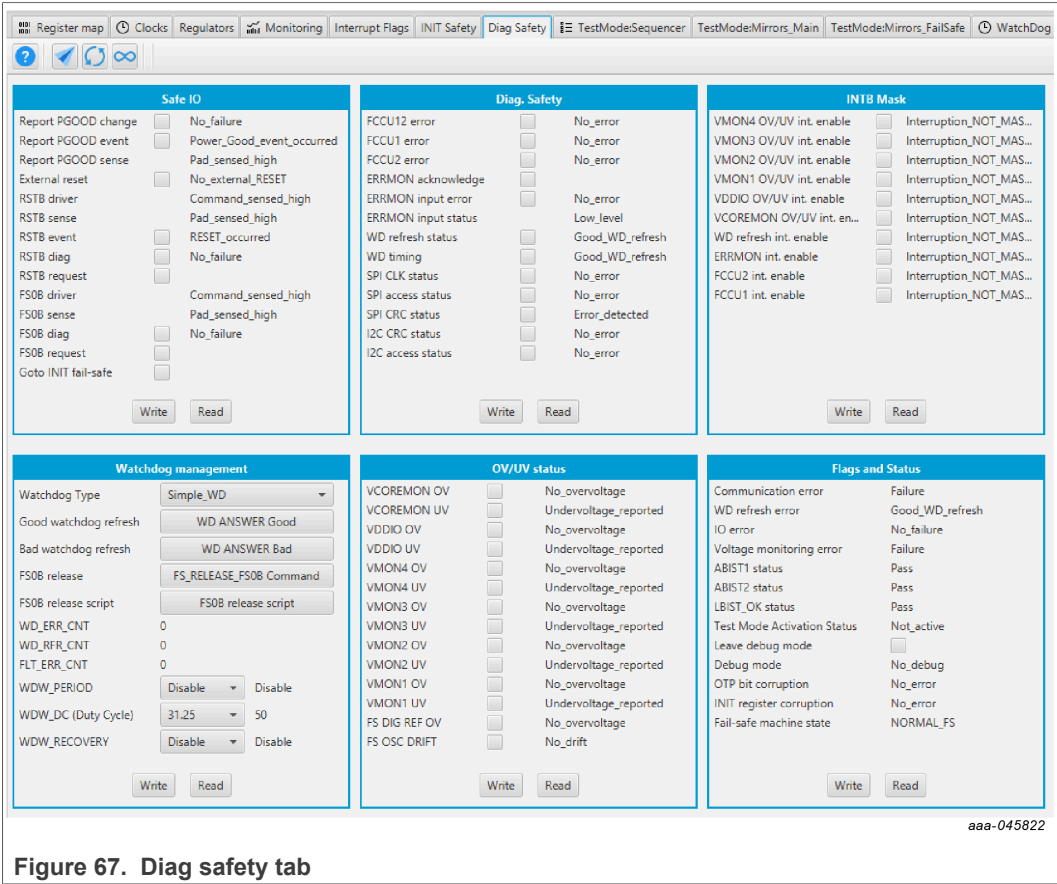 Register map Clocks Regulators Monitoring Interrupt Flags INIT Safety Diag Safety TestMode:Sequencer TestMode:Mirrors_Main TestMode:Mirrors_FailSafe WatchDog
Safe IO
Report PGOOD change No_failure
Report PGOOD event Power_Good_event_occurred
Report PGOOD sense Pad_sensed_high
External reset No_external_RESET
RSTB driver Command_sensed_high
RSTB sense Pad_sensed_high
RSTB event RESET_occurred
RSTB diag No_failure
RSTB request
FS0B driver Command_sensed_high
FS0B sense Pad_sensed_high
FS0B diag No_failure
FS0B request
Goto INIT fail-safe
Write Read
Diag. Safety
FCCU12 error No_error
FCCU1 error No_error
FCCU2 error No_error
ERRMON acknowledge
ERRMON input error No_error
ERRMON input status Low_level
WD refresh status Good_WD_refresh
WD timing Good_WD_refresh
SPI CLK status No_error
SPI access status No_error
SPI CRC status Error_detected
I2C CRC status No_error
I2C access status No_error
Write Read
INTB Mask
VMON4 OV/UV int. enable Interruption_NOT_MAS...
VMON3 OV/UV int. enable Interruption_NOT_MAS...
VMON2 OV/UV int. enable Interruption_NOT_MAS...
VMON1 OV/UV int. enable Interruption_NOT_MAS...
VDDIO OV/UV int. enable Interruption_NOT_MAS...
VCOREMON OV/UV int. en... Interruption_NOT_MAS...
WD refresh int. enable Interruption_NOT_MAS...
ERRMON int. enable Interruption_NOT_MAS...
FCCU2 int. enable Interruption_NOT_MAS...
FCCU1 int. enable Interruption_NOT_MAS...
Write Read
Watchdog management
Watchdog Type Simple_WD
Good watchdog refresh WD ANSWER Good
Bad watchdog refresh WD ANSWER Bad
FS0B release FS_RELEASE_FS0B Command
FS0B release script FS0B release script
WD_ERR_CNT 0
WD_RFR_CNT 0
FLT_ERR_CNT 0
WDW_PERIOD Disable Disable
WDW_DC (Duty Cycle) 31.25 50
WDW_RECOVERY Disable Disable
Write Read
OV/UV status
VCOREMON OV No_overvoltage
VCOREMON UV Undervoltage_reported
VDDIO OV No_overvoltage
VDDIO UV Undervoltage_reported
VMON4 OV No_overvoltage
VMON4 UV Undervoltage_reported
VMON3 OV No_overvoltage
VMON3 UV Undervoltage_reported
VMON2 OV No_overvoltage
VMON2 UV Undervoltage_reported
VMON1 OV No_overvoltage
VMON1 UV Undervoltage_reported
FS DIG REF OV No_overvoltage
FS OSC DRIFT No_drift
Write Read
Flags and Status
Communication error Failure
WD refresh error Good_WD_refresh
IO error No_failure
Voltage monitoring error Failure
ABIST1 status Pass
ABIST2 status Pass
LBIST_OK status Pass
Test Mode Activation Status Not_active
Leave debug mode
Debug mode No_debug
OTP bit corruption No_error
INIT register corruption No_error
Fail-safe machine state NORMAL_FS
Write Read
aaa-045822
Figure 67. Diag safety tab